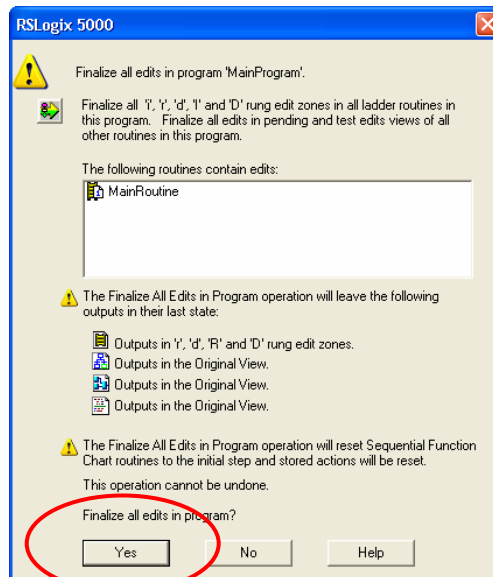 RSLogix 5000
Finalize all edits in program 'MainProgram'.
Finalize all 'i', 'r', 'd', 'I' and 'D' rung edit zones in all ladder routines in
this program. Finalize all edits in pending and test edits views of all
other routines in this program.
The following routines contain edits:
MainRoutine
The Finalize All Edits in Program operation will leave the following
outputs in their last state:
Outputs in 'r', 'd', 'R' and 'D' rung edit zones.
Outputs in the Original View.
Outputs in the Original View.
Outputs in the Original View.
The Finalize All Edits in Program operation will reset Sequential Function
Chart routines to the initial step and stored actions will be reset.
This operation cannot be undone.
Finalize all edits in program?
Yes No Help